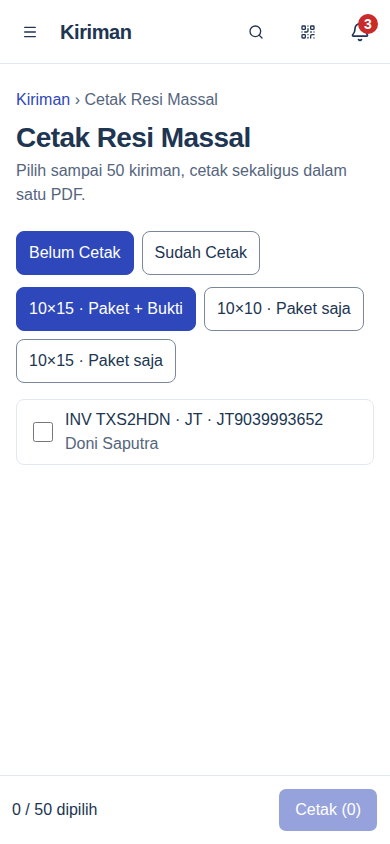 Kiriman
3
Kiriman › Cetak Resi Massal
Cetak Resi Massal
Pilih sampai 50 kiriman, cetak sekaligus dalam
satu PDF.
Belum Cetak
Sudah Cetak
10×15 · Paket + Bukti
10×10 · Paket saja
10×15 · Paket saja
INV TXS2HDN · JT · JT9039993652
Doni Saputra
0 / 50 dipilih
Cetak (0)